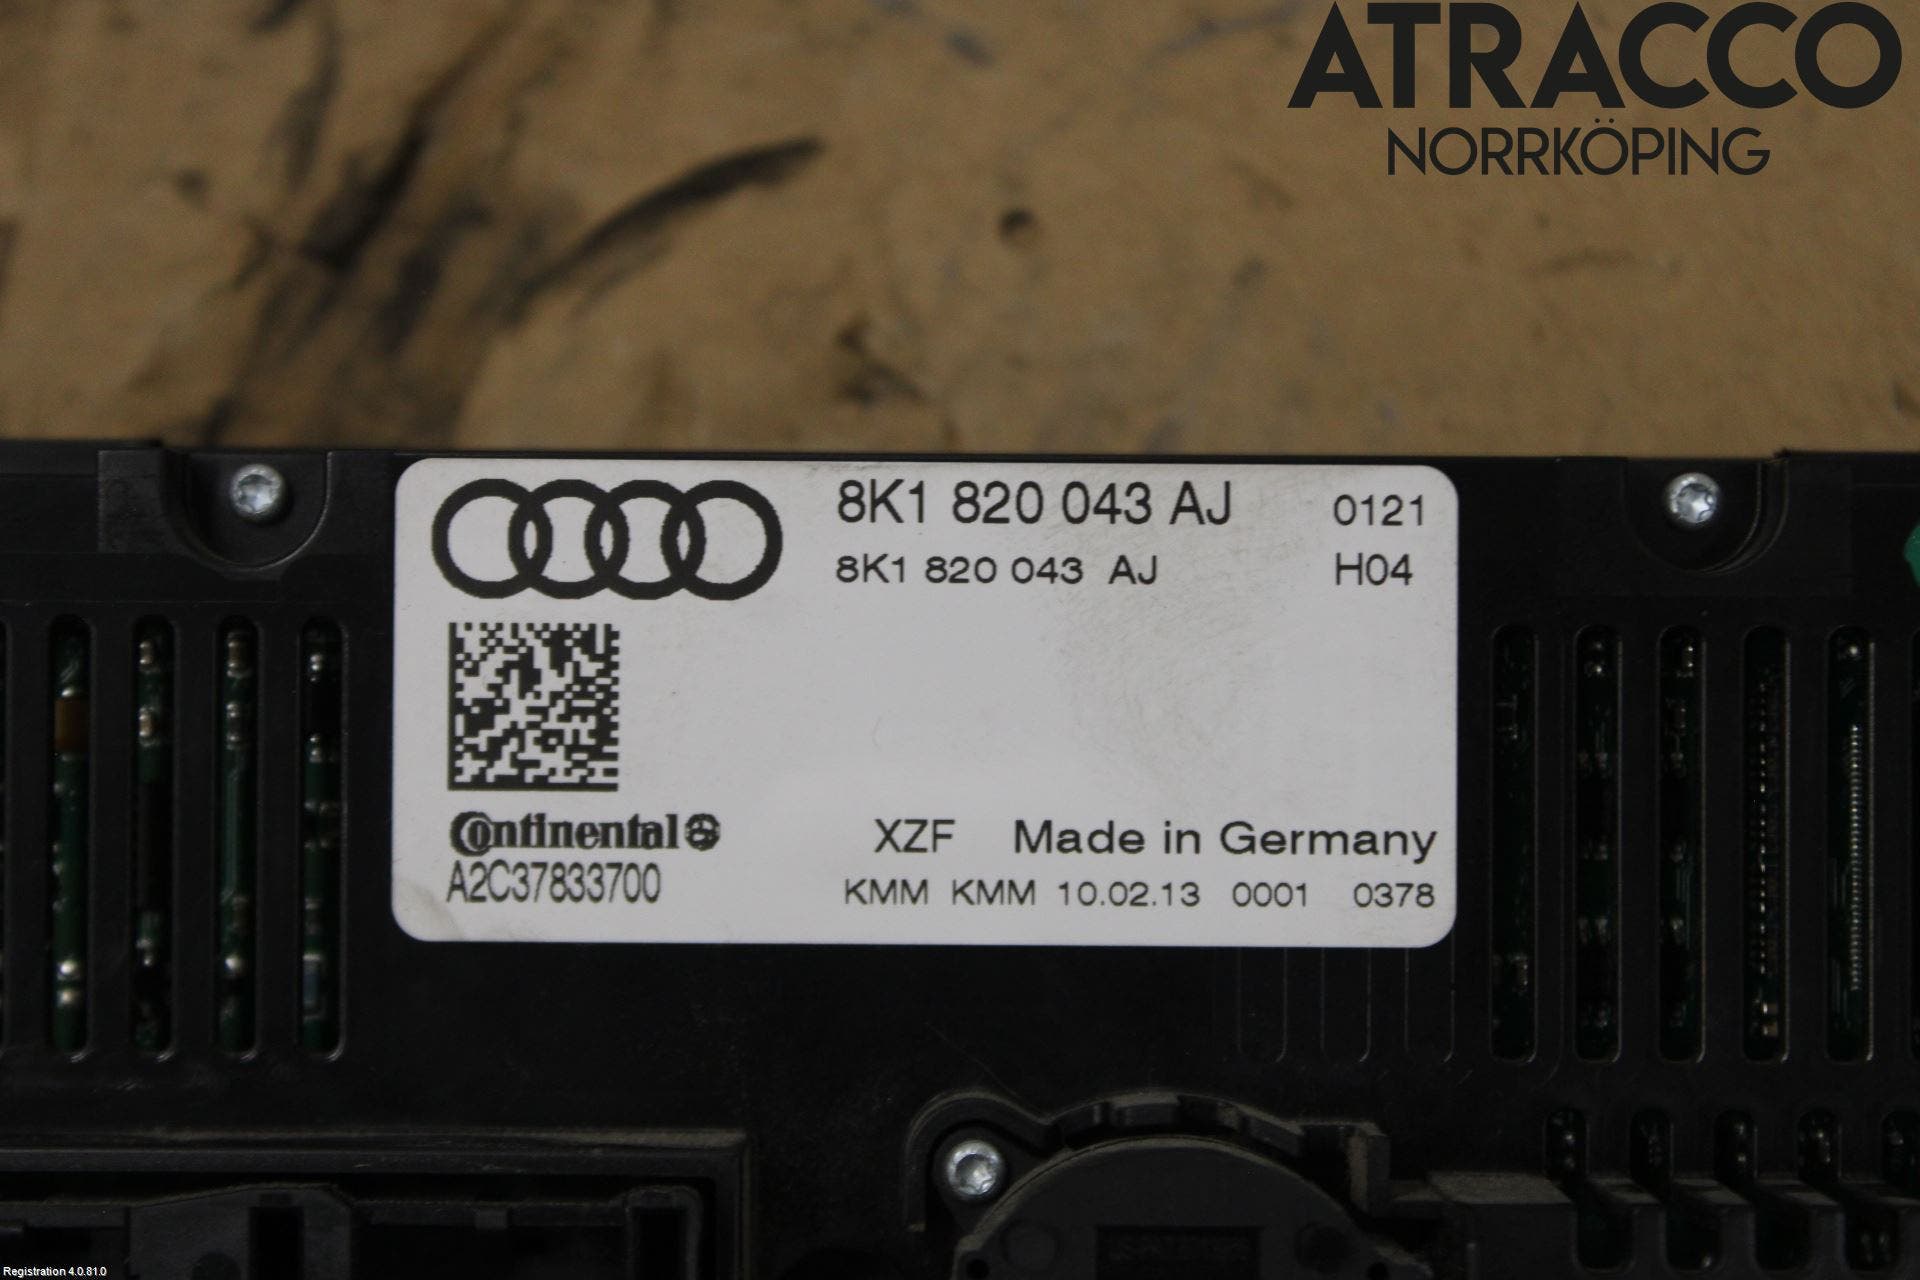 ATRACCO
NORRKÖPING
8K1 820 043 AJ 0121
8K1 820 043 AJ H04
Continental
A2C37833700
XZF Made in Germany
KMM KMM 10.02.13 0001 0378
Registration 4.0.81.0